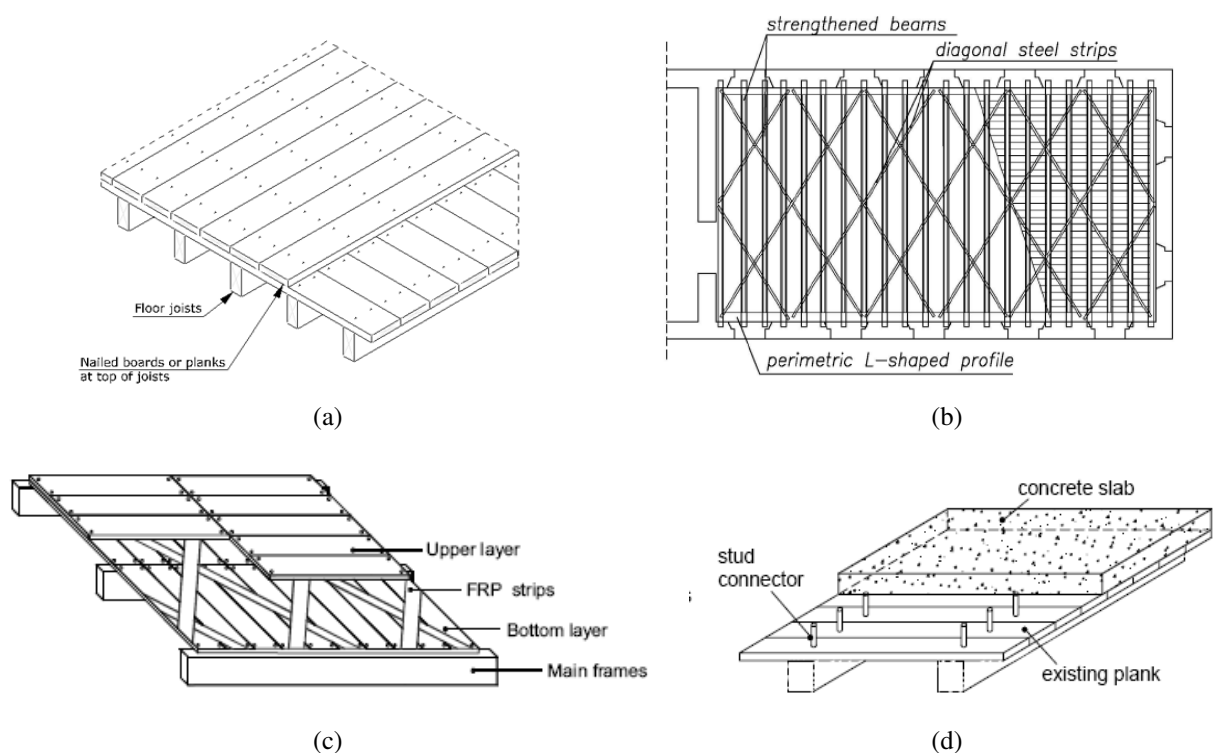 Floor joists
Nailed boards or planks
at top of joists
(a)
strengthened beams
diagonal steel strips
perimetric L-shaped profile
(b)
Upper layer
FRP strips
Bottom layer
Main frames
(c)
concrete slab
stud
connector
s
existing plank
(d)